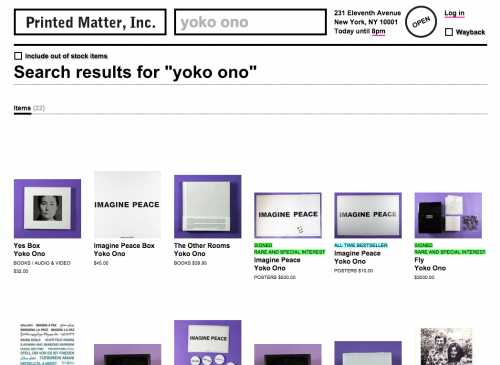 Printed Matter, Inc.
yoko ono
231 Eleventh Avenue
New York, NY 10001
Today until 8pm
OPEN
Log in
Wayback
Include out of stock items
Search results for "yoko ono"
Items (22)
IMAGINE PEACE
IMAGINE PEACE
IMAGINE PEACE
Yes Box
Yoko Ono
BOOKS / AUDIO & VIDEO
$32.00
Imagine Peace Box
Yoko Ono
$45.00
The Other Rooms
Yoko Ono
BOOKS $39.95
SIGNED
RARE AND SPECIAL INTEREST
Imagine Peace
Yoko Ono
POSTERS $600.00
ALL TIME BESTSELLER
Imagine Peace
Yoko Ono
POSTERS $10.00
SIGNED
RARE AND SPECIAL INTEREST
Fly
Yoko Ono
$3000.00
IMAGINE PEACE